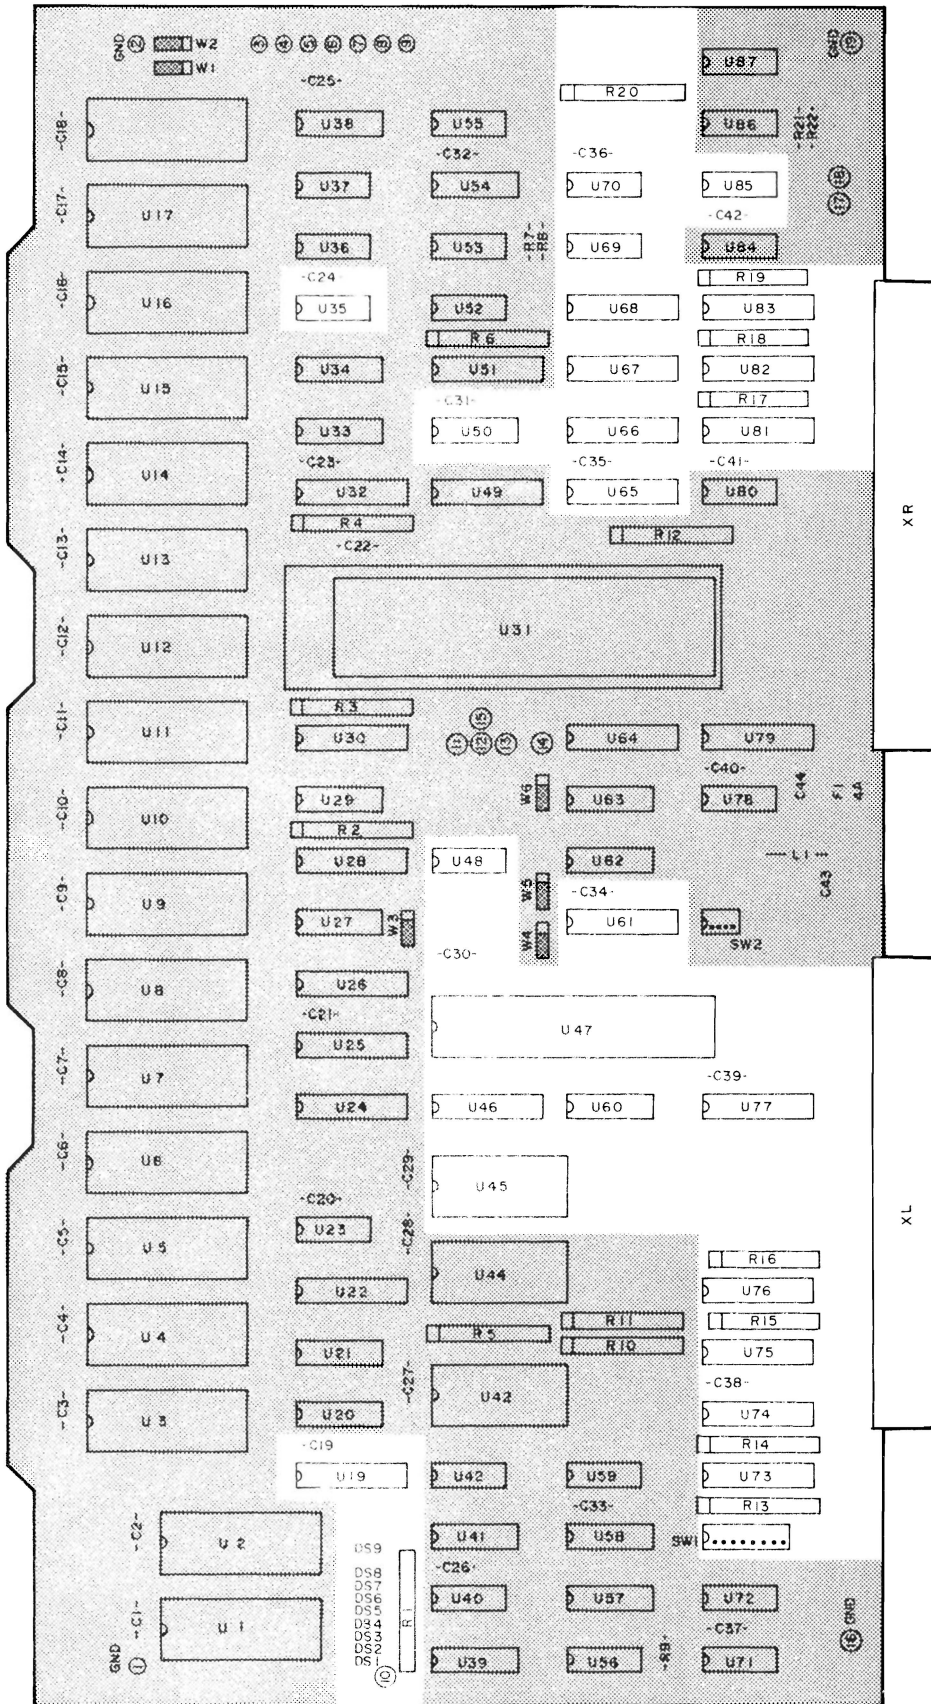 GND
2
W2
W1
3 4 5 6 7 8 9
-C25-
R20
U87
GND
19
-C18-
U38
U55
U86
-R21-
-R22-
-C32-
-C36-
-C17-
U17
U37
U54
U70
U85
17 18
-C42-
U36
U53
-R7-
-R8-
U69
U84
-C16-
U16
-C24-
U35
U52
U68
R19
U83
R6
R18
-C15-
U15
U34
U51
U67
U82
-C31-
R17
U33
U50
U66
U81
-C14-
U14
-C23-
-C35-
-C41-
U32
U49
U65
U80
R4
R12
-C22-
XR
-C13-
U13
-C12-
U12
U31
R3
15
-C11-
U11
U30
11 12 13 14
U64
U79
-C40-
-C10-
U10
U29
W6
U63
U78
C44
F1
4A
R2
U28
U48
U62
L1
C43
-C9-
U9
W5
-C34-
U27
W3
W4
U61
SW2
-C30-
-C8-
U8
U26
-C21-
U25
U47
-C7-
U7
-C39-
U24
U46
U60
U77
-C6-
U6
-C29-
U45
-C20-
XL
-C5-
U5
U23
-C28-
U44
R16
U22
U76
-C4-
U4
R5
R11
R10
R15
U21
U75
-C27-
-C38-
-C3-
U3
U20
U42
U74
-C19
R14
U19
U42
U59
U73
-C33-
R13
-C2-
U2
U41
U58
SW1
DS9
-C26-
DS8
DS7
DS6
DS5
DS4
DS3
DS2
DS1
R1
U40
U57
U72
-C1-
U1
-C37-
GND
1
10
U39
U56
-R9-
U71
16 GND